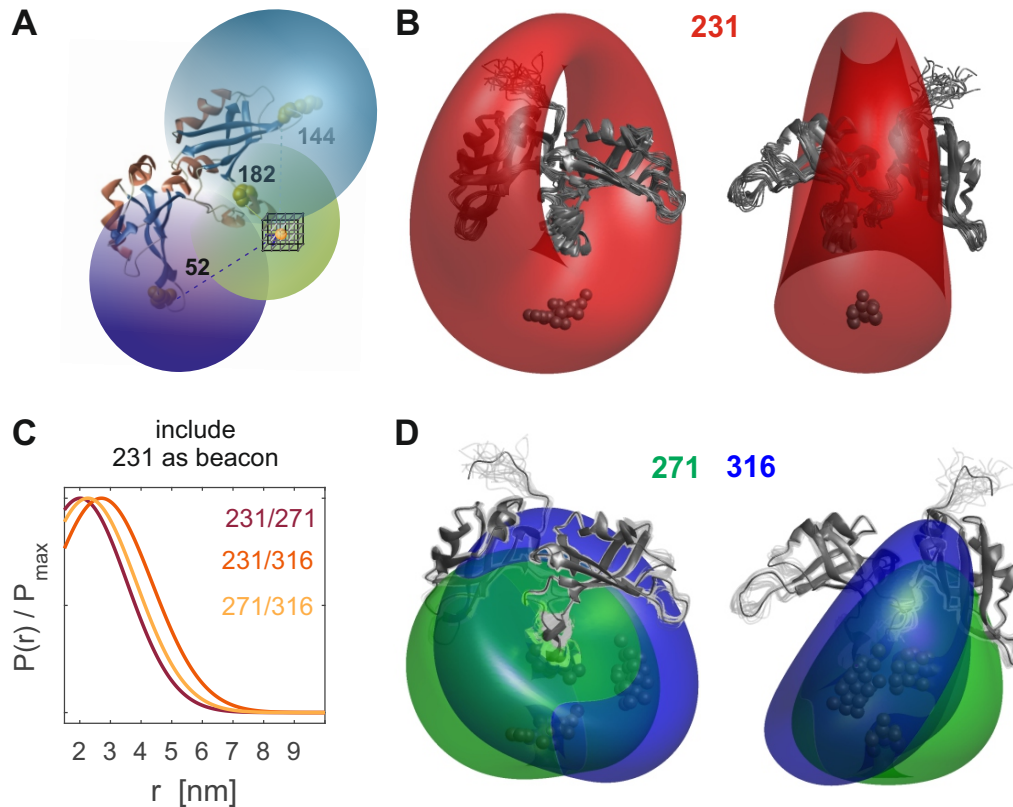 A
144
182
52
B
231
C
include
231 as beacon
P(r) / P_max
231/271
231/316
271/316
2 3 4 5 6 7 8 9
r [nm]
D
271 316